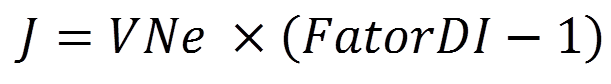 J = VNe × (FatorDI − 1)